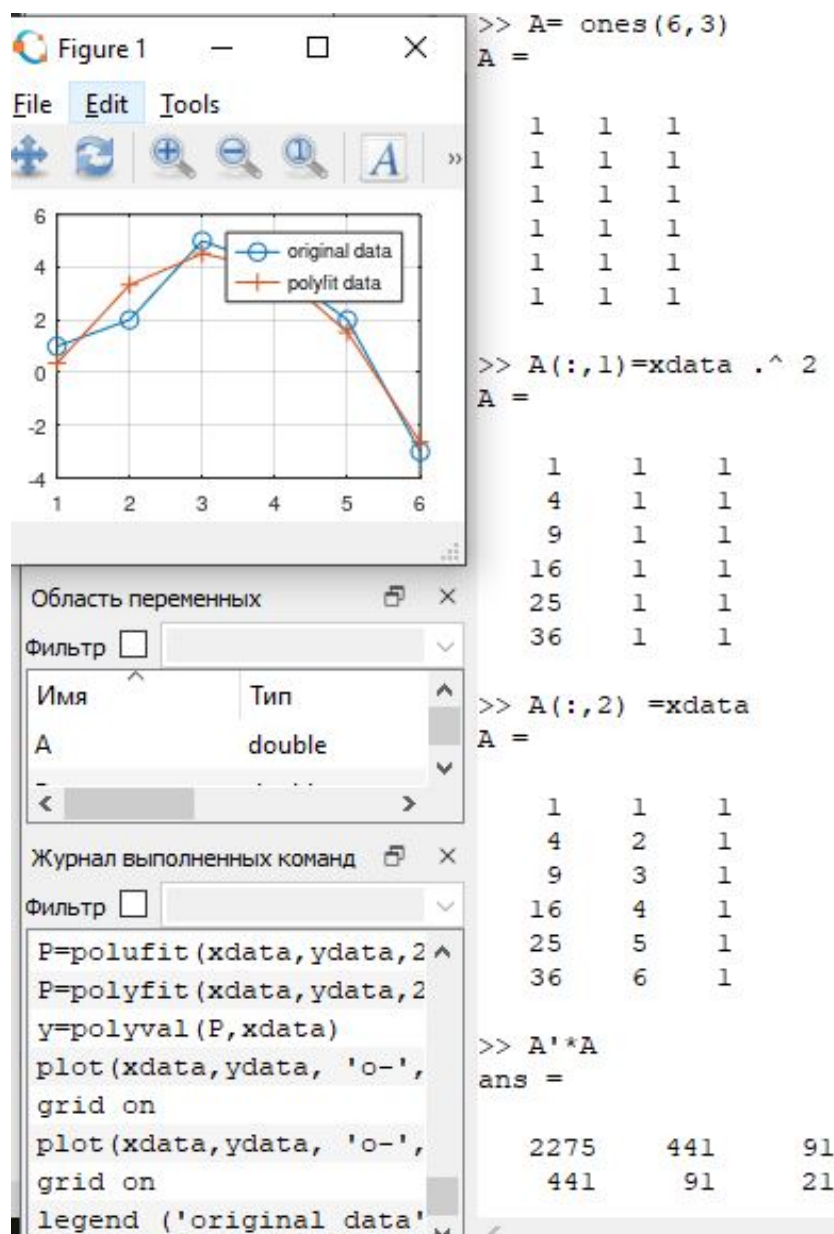 Figure 1
File Edit Tools
A
»
original data
polyfit data
6
4
2
0
-2
-4
1 2 3 4 5 6
Область переменных
Фильтр
Имя Тип
A double
Журнал выполненных команд
Фильтр
P=polufit(xdata,ydata,2
P=polyfit(xdata,ydata,2
y=polyval(P,xdata)
plot(xdata,ydata, 'o-',
grid on
plot(xdata,ydata, 'o-',
grid on
legend ('original data'
>> A= ones(6,3)
A =
1 1 1
1 1 1
1 1 1
1 1 1
1 1 1
1 1 1
>> A(:,1)=xdata .^ 2
A =
1 1 1
4 1 1
9 1 1
16 1 1
25 1 1
36 1 1
>> A(:,2) =xdata
A =
1 1 1
4 2 1
9 3 1
16 4 1
25 5 1
36 6 1
>> A'*A
ans =
2275 441 91
441 91 21